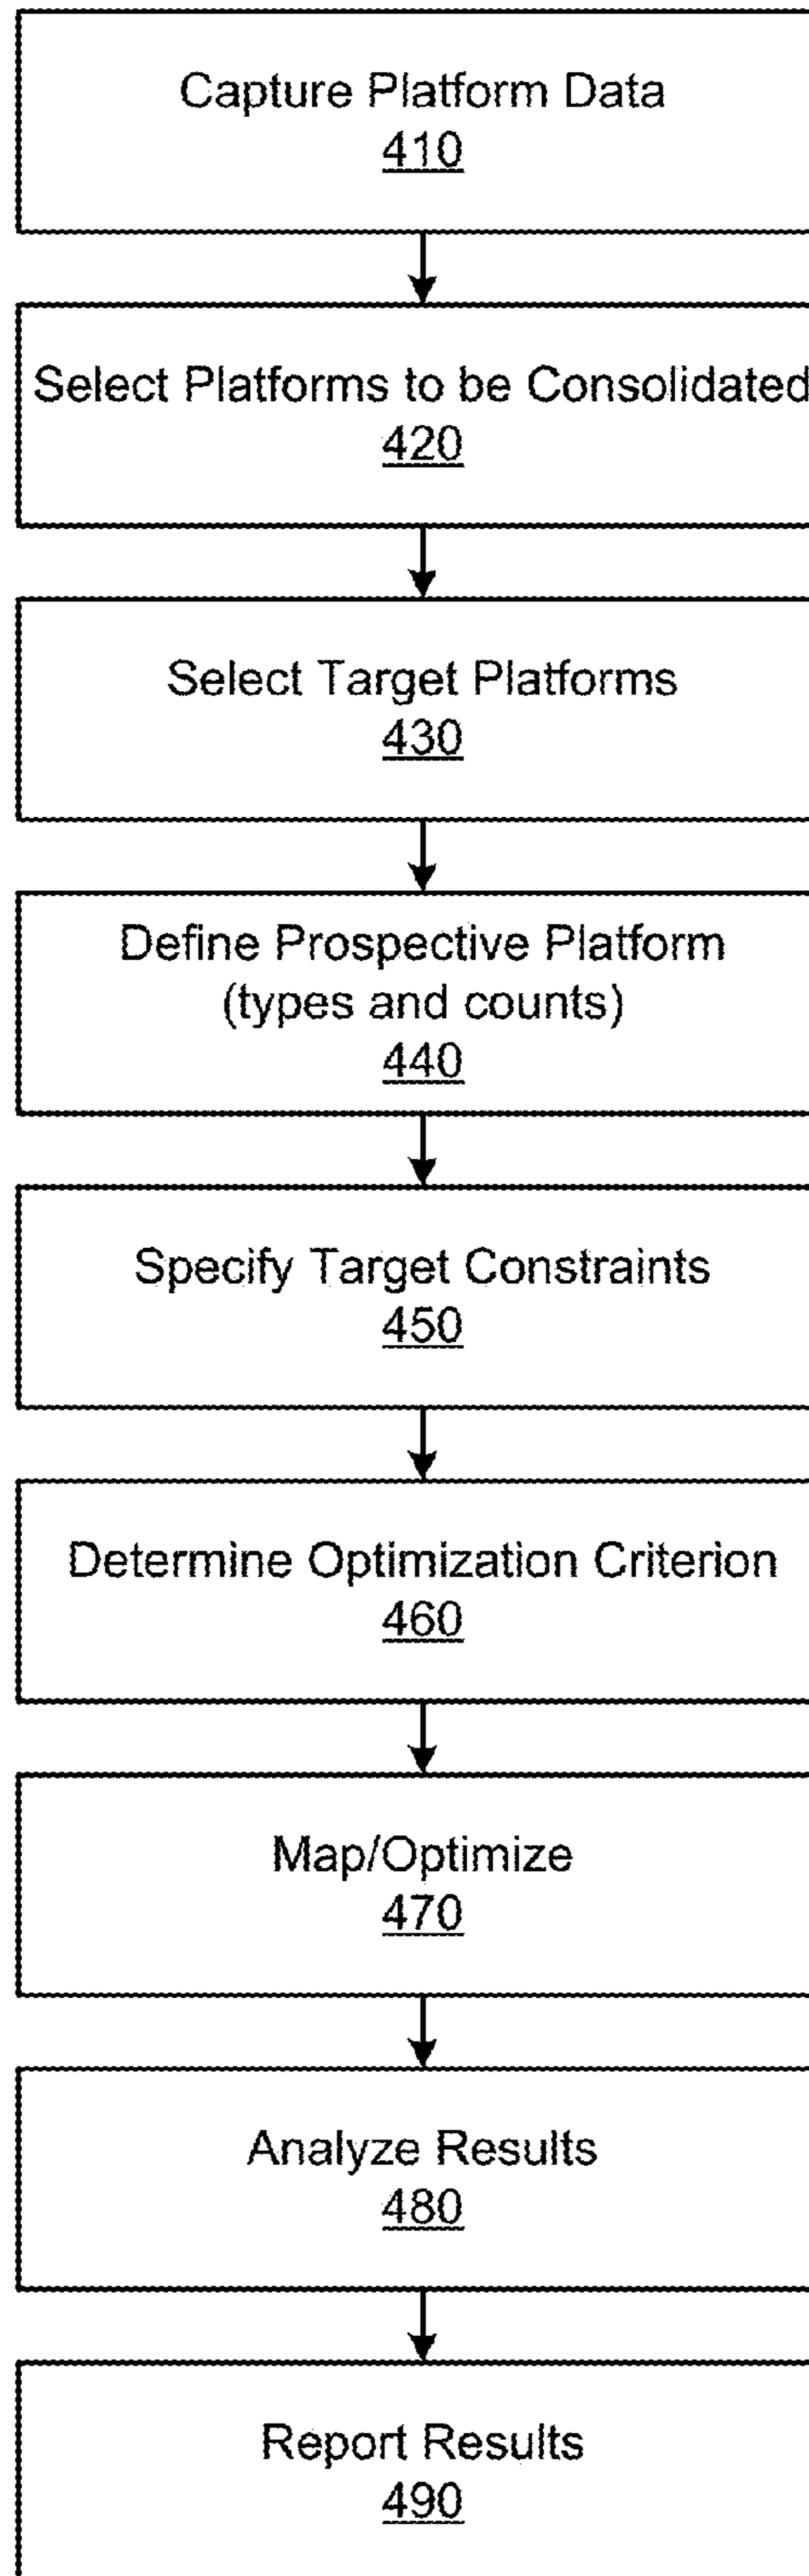 Capture Platform Data
410
Select Platforms to be Consolidated
420
Select Target Platforms
430
Define Prospective Platform
(types and counts)
440
Specify Target Constraints
450
Determine Optimization Criterion
460
Map/Optimize
470
Analyze Results
480
Report Results
490